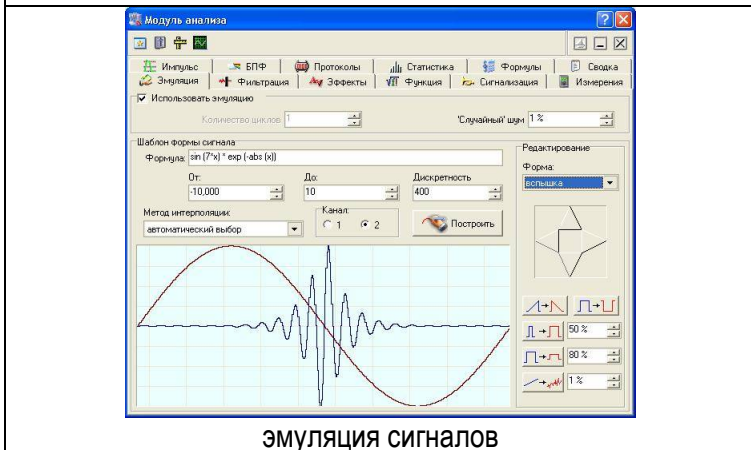 Модуль анализа
Импульс БПФ Протоколы Статистика Формулы Сводка
Эмуляция Фильтрация Эффекты Функция Сигнализация Измерения
Использовать эмуляцию
Количество циклов 1 'Случайный' шум 1 %
Шаблон формы сигнала
Формула: sin (7*x) * exp (-abs (x))
От: До: Дискретность
-10,000 10 400
Метод интерполяции: Канал:
автоматический выбор 1 2 Построить
Редактирование
Форма:
вспышка
50 %
80 %
1 %
эмуляция сигналов